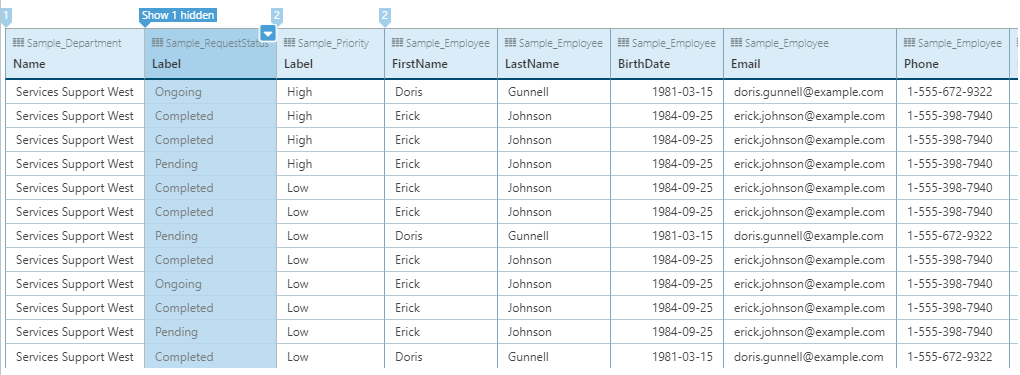 1 Show 1 hidden 2 2
Sample_Department Sample_RequestStatus Sample_Priority Sample_Employee Sample_Employee Sample_Employee Sample_Employee Sample_Employee
Name Label Label FirstName LastName BirthDate Email Phone
Services Support West Ongoing High Doris Gunnell 1981-03-15 doris.gunnell@example.com 1-555-672-9322
Services Support West Completed High Erick Johnson 1984-09-25 erick.johnson@example.com 1-555-398-7940
Services Support West Completed High Erick Johnson 1984-09-25 erick.johnson@example.com 1-555-398-7940
Services Support West Pending High Erick Johnson 1984-09-25 erick.johnson@example.com 1-555-398-7940
Services Support West Completed Low Erick Johnson 1984-09-25 erick.johnson@example.com 1-555-398-7940
Services Support West Completed Low Erick Johnson 1984-09-25 erick.johnson@example.com 1-555-398-7940
Services Support West Pending Low Doris Gunnell 1981-03-15 doris.gunnell@example.com 1-555-672-9322
Services Support West Completed Low Erick Johnson 1984-09-25 erick.johnson@example.com 1-555-398-7940
Services Support West Ongoing Low Erick Johnson 1984-09-25 erick.johnson@example.com 1-555-398-7940
Services Support West Completed Low Erick Johnson 1984-09-25 erick.johnson@example.com 1-555-398-7940
Services Support West Pending Low Erick Johnson 1984-09-25 erick.johnson@example.com 1-555-398-7940
Services Support West Completed Low Doris Gunnell 1981-03-15 doris.gunnell@example.com 1-555-672-9322